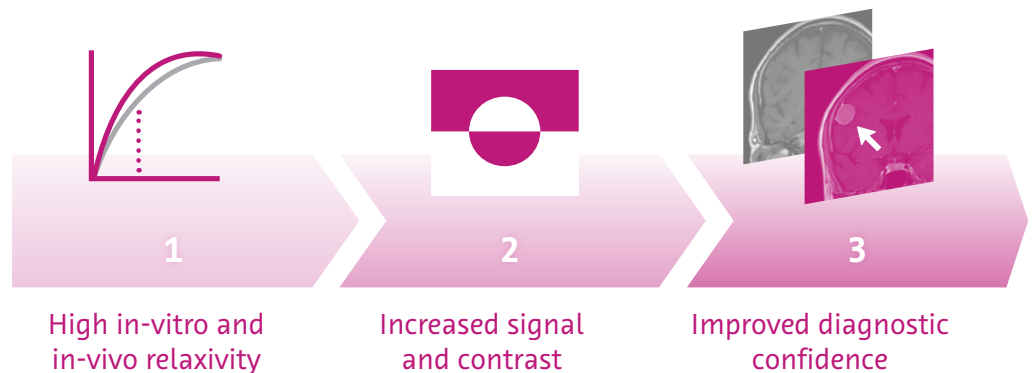 1
2
3
High in-vitro and
in-vivo relaxivity
Increased signal
and contrast
Improved diagnostic
confidence